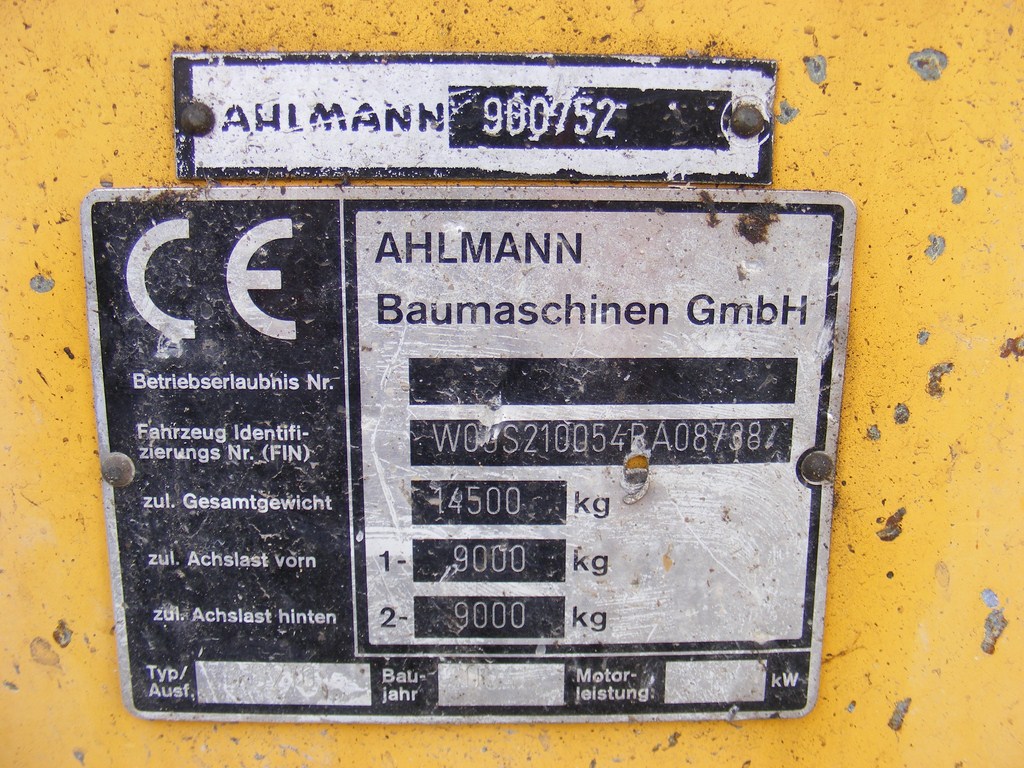 AHLMANN 900/52
CE
AHLMANN
Baumaschinen GmbH
Betriebserlaubnis Nr.
Fahrzeug Identifi-
zierungs Nr. (FIN)
zul. Gesamtgewicht 14500 kg
zul. Achslast vorn 1- 9000 kg
zul. Achslast hinten 2- 9000 kg
Typ/ Bau- Motor-
Ausf. jahr leistung: kW